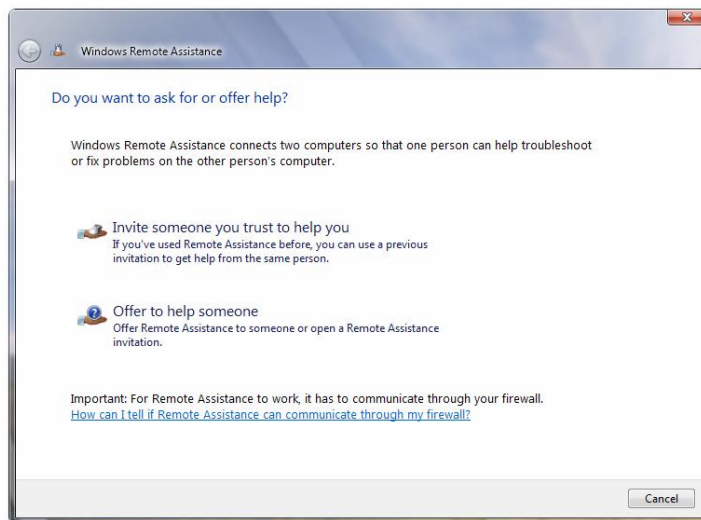 Windows Remote Assistance
Do you want to ask for or offer help?
Windows Remote Assistance connects two computers so that one person can help troubleshoot
or fix problems on the other person's computer.
Invite someone you trust to help you
If you've used Remote Assistance before, you can use a previous
invitation to get help from the same person.
Offer to help someone
Offer Remote Assistance to someone or open a Remote Assistance
invitation.
Important: For Remote Assistance to work, it has to communicate through your firewall.
How can I tell if Remote Assistance can communicate through my firewall?
Cancel